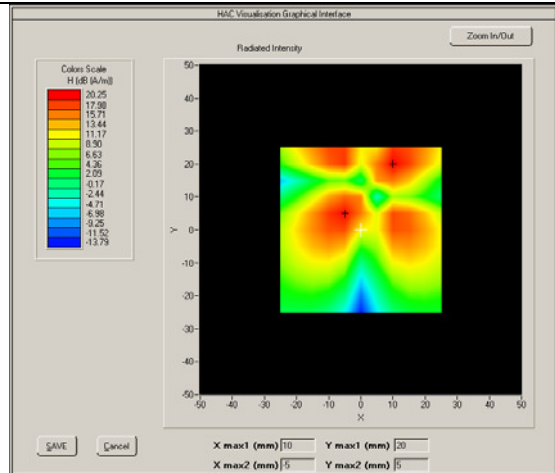 HAC Visualisation Graphical Interface
Zoom In/Out
Radiated Intensity
Colors Scale
H (dB (A/m))
20.25
17.98
15.71
13.44
11.17
8.90
6.63
4.36
2.09
-0.17
-2.44
-4.71
-6.98
-9.25
-11.52
-13.79
50
40
30
20
10
Y 0
-10
-20
-30
-40
-50
-50 -40 -30 -20 -10 0 10 20 30 40 50
X
SAVE Cancel
X max1 (mm) 10 Y max1 (mm) 20
X max2 (mm) -5 Y max2 (mm) 5